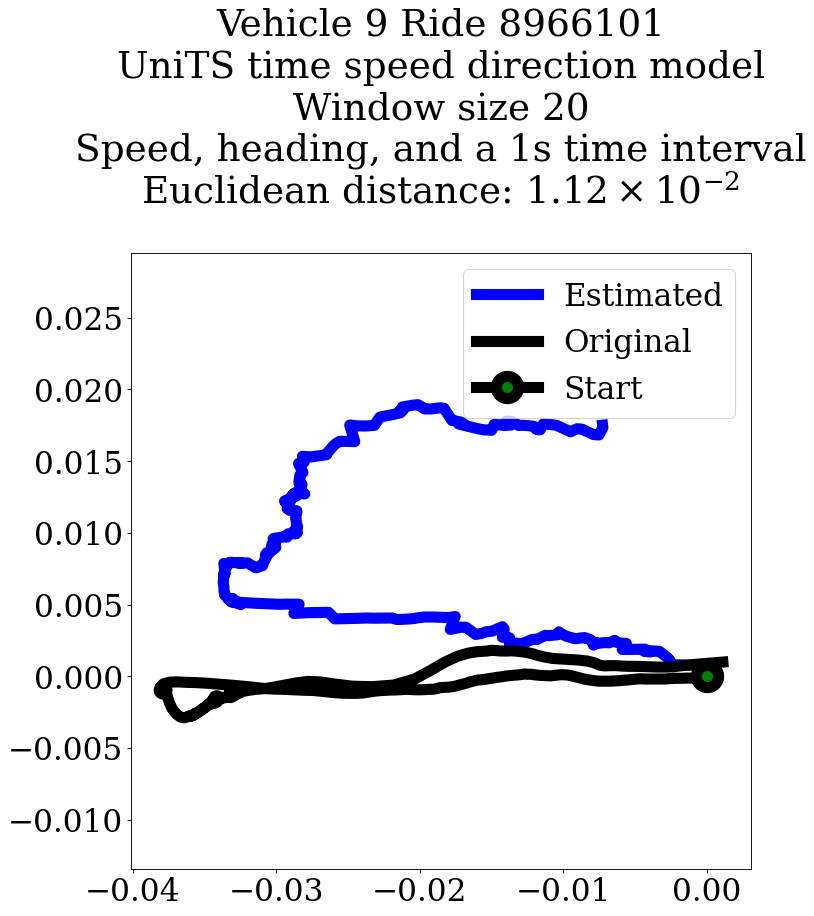 Vehicle 9 Ride 8966101
UniTS time speed direction model
Window size 20
Speed, heading, and a 1s time interval
Euclidean distance: 1.12 × 10⁻²
Estimated
Original
Start
0.025
0.020
0.015
0.010
0.005
0.000
−0.005
−0.010
−0.04 −0.03 −0.02 −0.01 0.00